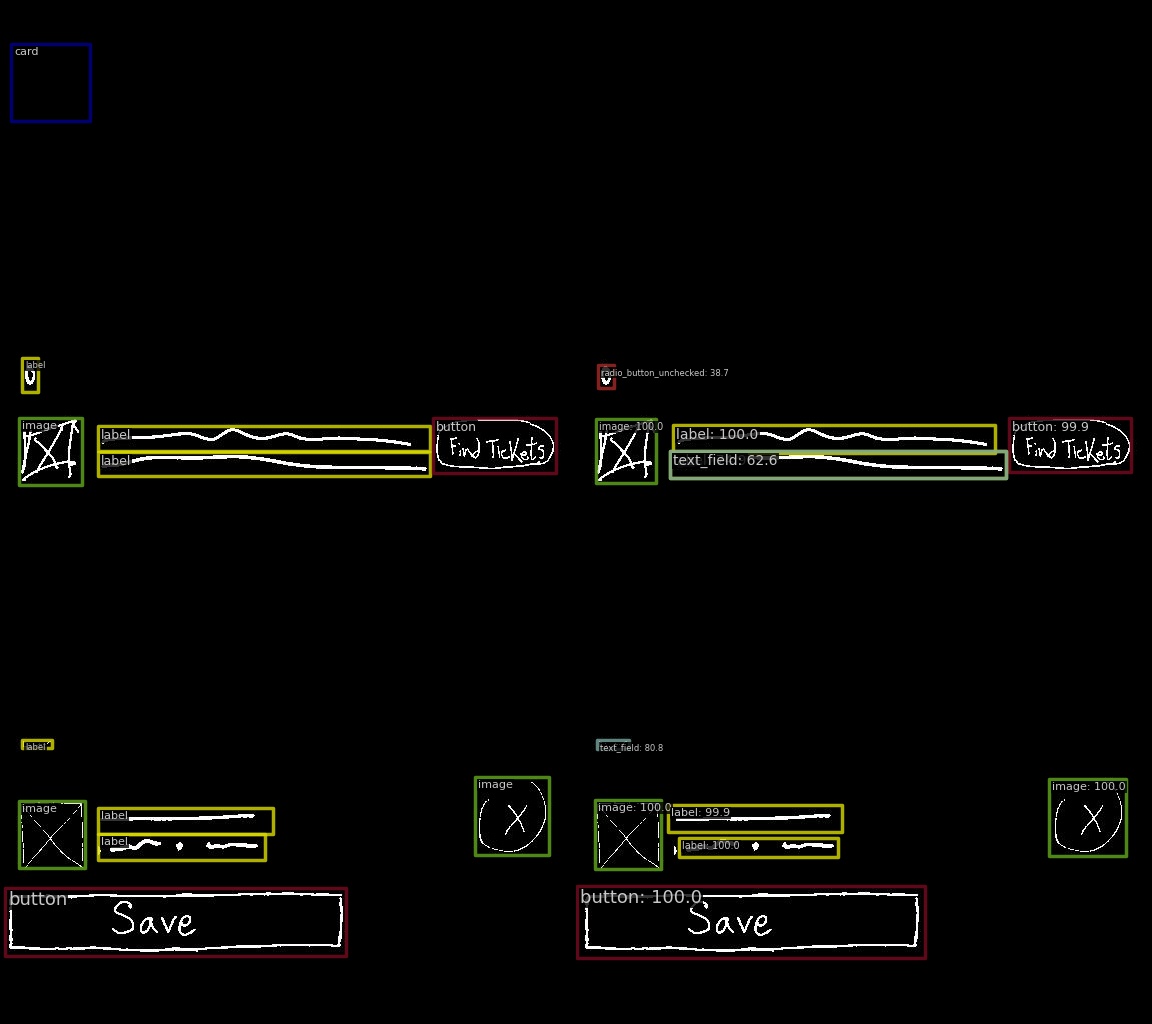 card
label
radio_button_unchecked: 38.7
image
label
button
Find Tickets
label
image: 100.0
label: 100.0
button: 99.9
Find Tickets
text_field: 62.6
label
text_field: 80.8
image
label
label
image
image: 100.0
label: 99.9
label: 100.0
image: 100.0
X
X
button
Save
button: 100.0
Save